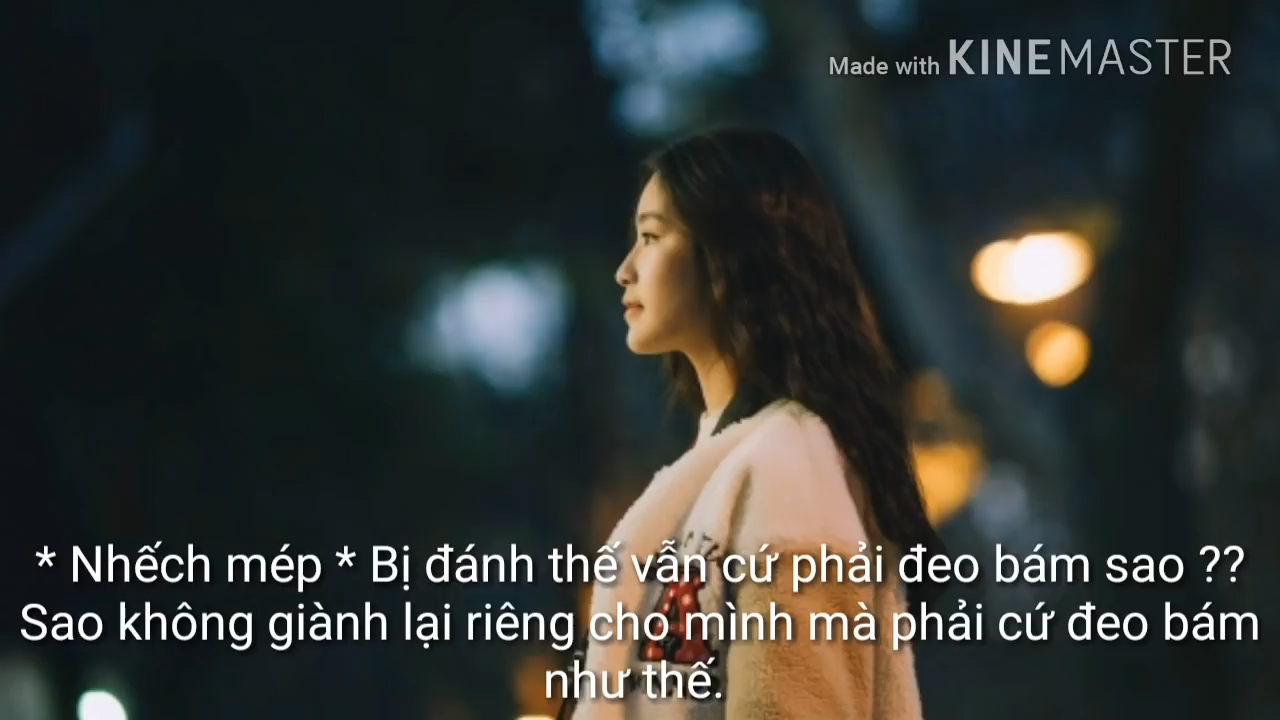 Made with KINEMASTER
* Nhếch mép * Bị đánh thế vẫn cứ phải đeo bám sao ??
Sao không giành lại riêng cho mình mà phải cứ đeo bám
như thế.
A